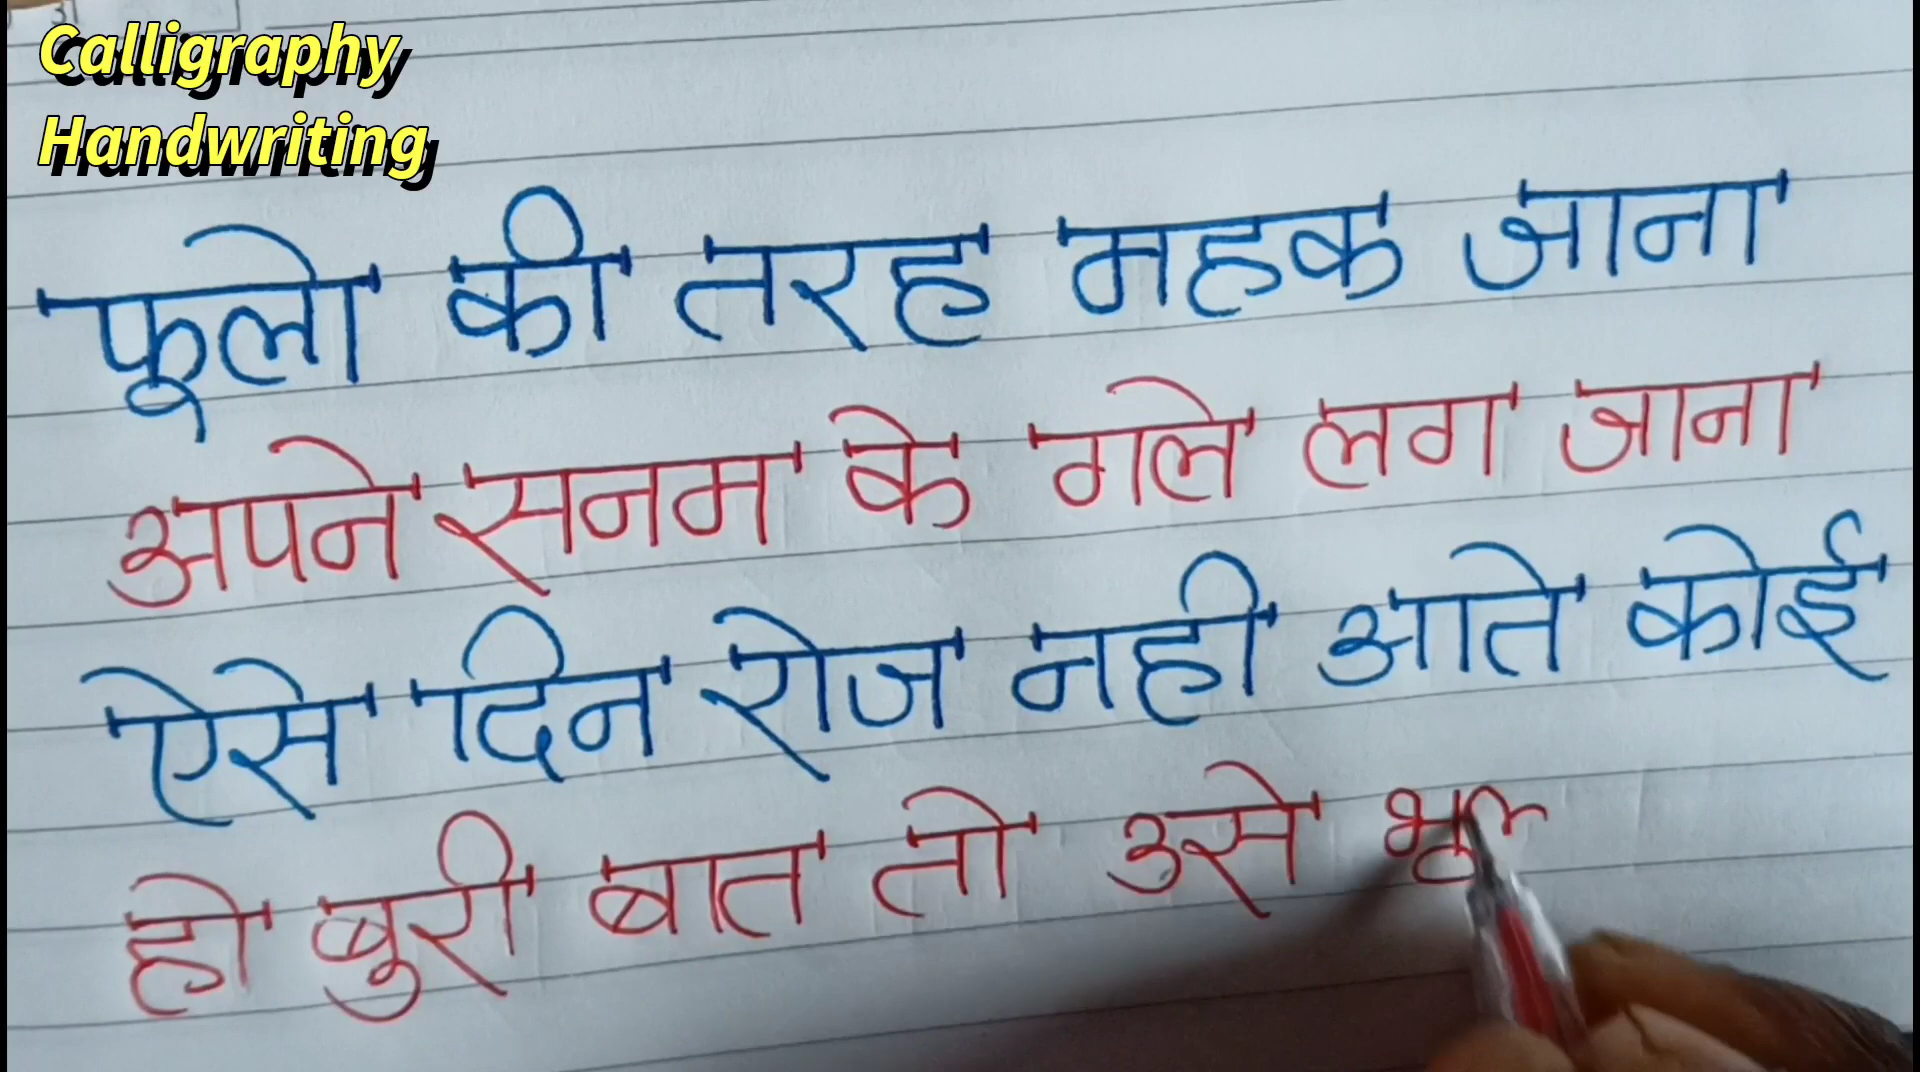 Calligraphy
Handwriting
फूलो की तरह महक जाना
अपने सनम के गले लग जाना
ऐसे दिन रोज नही आते कोई
हो बुरी बात तो उसे